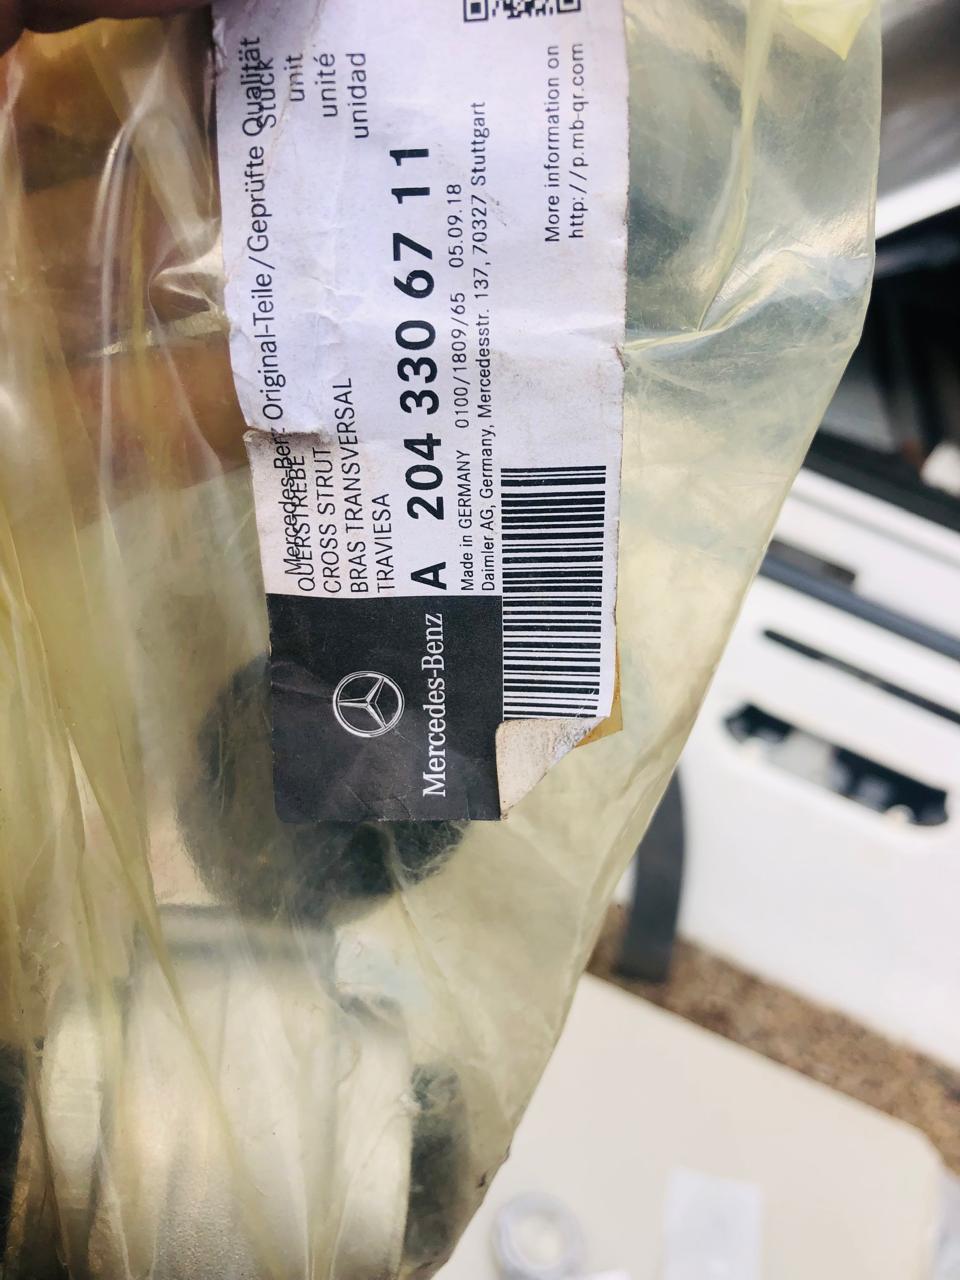 Mercedes-Benz Original-Teile/Geprüfte Qualität
QUERSTREBE Stück
CROSS STRUT unit
BRAS TRANSVERSAL unité
TRAVIESA unidad
A 204 330 67 11
Made in GERMANY 0100/1809/65 05.09.18
Daimler AG, Germany, Mercedesstr. 137, 70327 Stuttgart
More information on
http://p.mb-qr.com
Mercedes-Benz